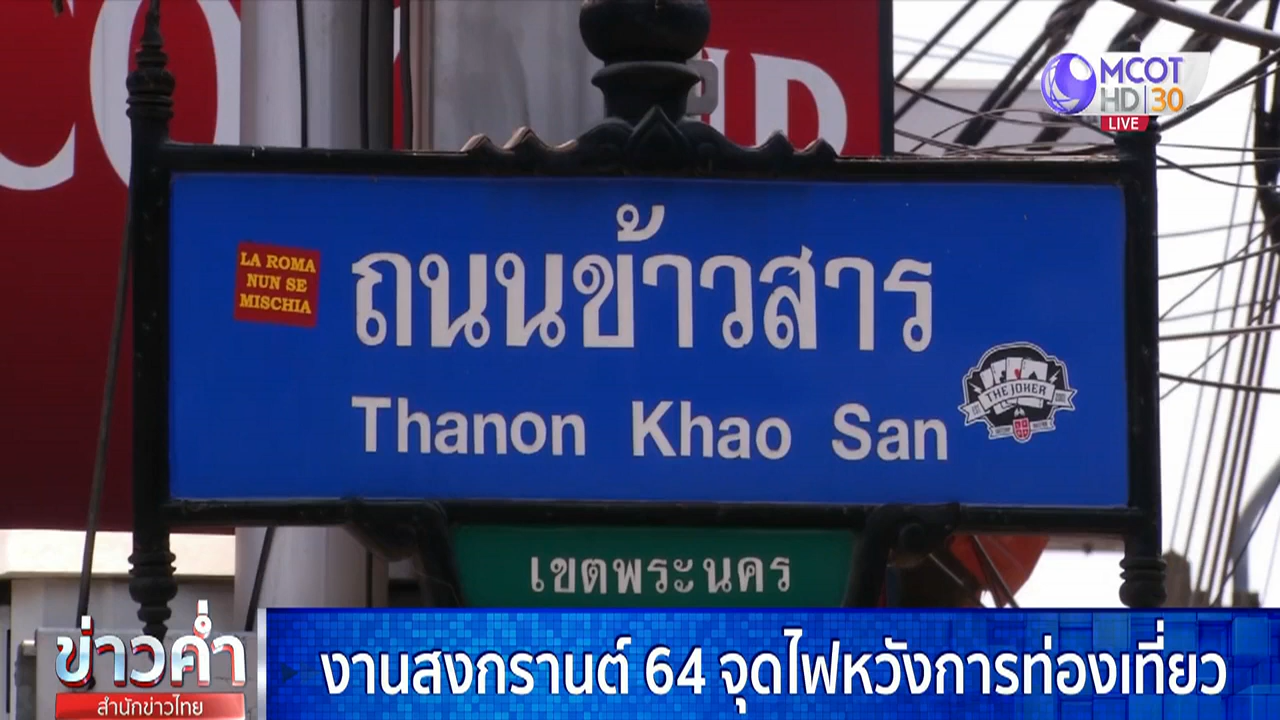 MCOT
HD 30
LIVE
LA ROMA
NUN SE
MISCHIA
ถนนข้าวสาร
THE JOKER
Thanon Khao San
เขตพระนคร
ข่าวค่ำ
สำนักข่าวไทย
งานสงกรานต์ 64 จุดไฟหวังการท่องเที่ยว